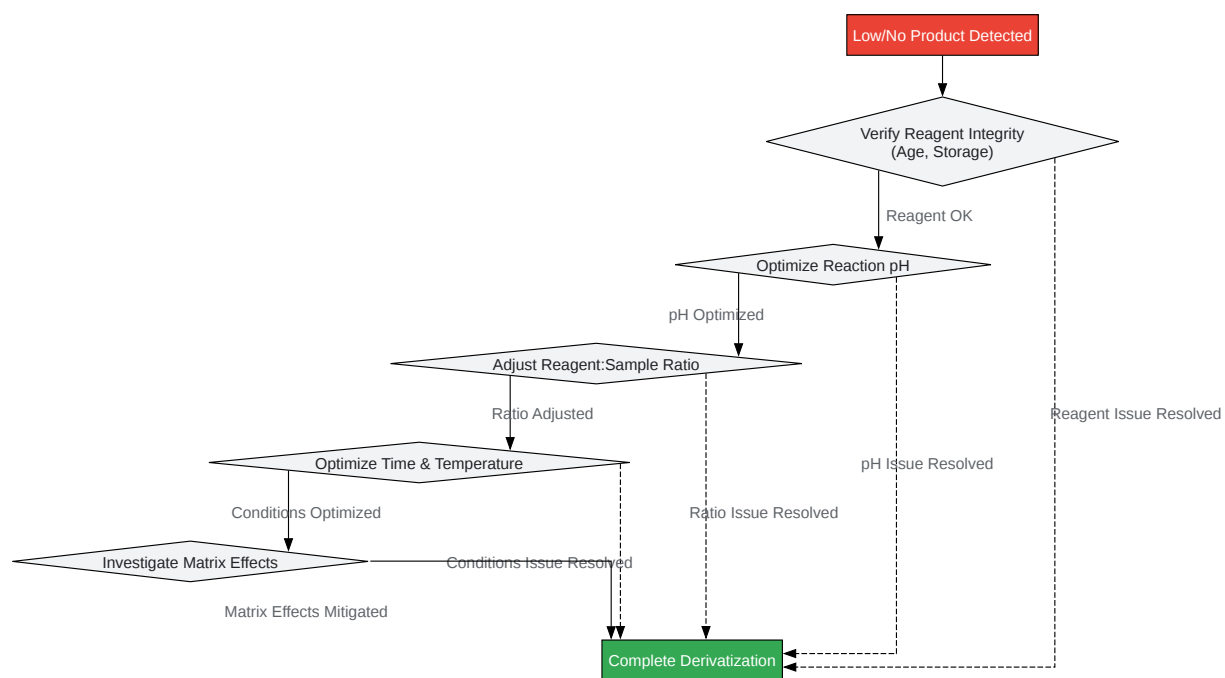 Low/No Product Detected
Verify Reagent Integrity
(Age, Storage)
Reagent OK
Optimize Reaction pH
pH Optimized
Adjust Reagent:Sample Ratio
Ratio Adjusted
Reagent Issue Resolved
Optimize Time & Temperature
pH Issue Resolved
Conditions Optimized
Ratio Issue Resolved
Investigate Matrix Effects
Conditions Issue Resolved
Matrix Effects Mitigated
Complete Derivatization